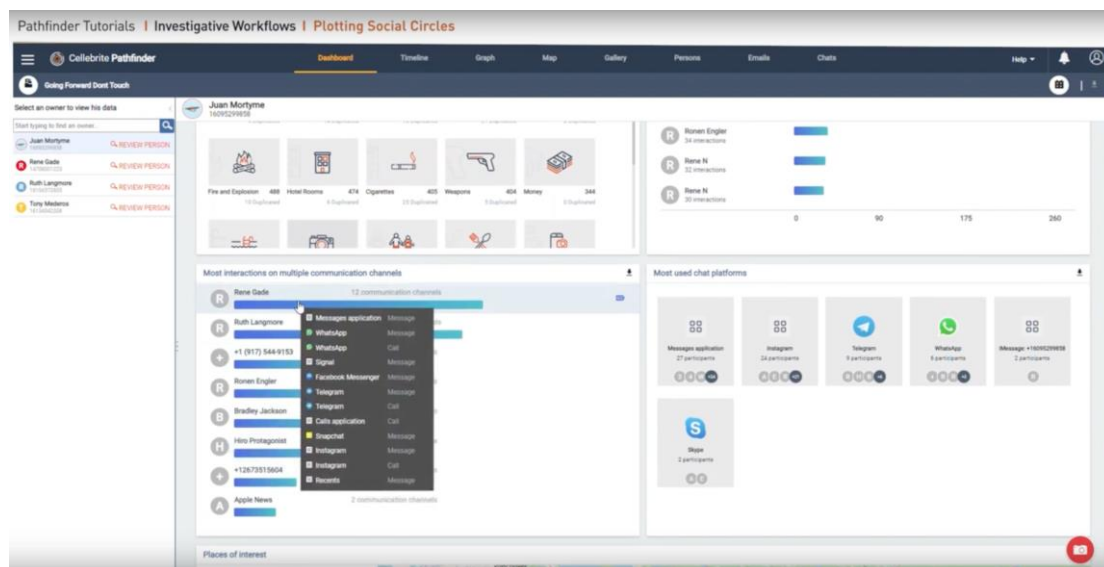 Pathfinder Tutorials I Investigative Workflows I Plotting Social Circles
Cellebrite Pathfinder
Dashboard Timeline Graph Map Gallery Persons Emails Chats
Help
Going Forward Dont Touch
Select an owner to view his data
Start typing to find an owner...
Juan Mortyme
REVIEW PERSON
Rene Gade
REVIEW PERSON
Ruth Langmore
REVIEW PERSON
Tony Mederos
REVIEW PERSON
Juan Mortyme
16095299858
Fire and Explosion 488
Hotel Rooms 474
Cigarettes 405
Weapons 404
Money 344
R Ronen Engler
34 interactions
R Rene N
32 interactions
R Rene N
30 interactions
0 90 175 260
Most interactions on multiple communication channels
R Rene Gade 12 communication channels
R Ruth Langmore
+1 (917) 544-9153
R Ronen Engler
B Bradley Jackson
H Hiro Protagonist
+12673515604
A Apple News 2 communication channels
Messages application Message
WhatsApp Message
WhatsApp Call
Signal Message
Facebook Messenger Message
Telegram Message
Telegram Call
Calls application Call
Snapchat Message
Instagram Message
Instagram Call
Recents Message
Most used chat platforms
Messages application
27 participants
Instagram
24 participants
Telegram
9 participants
WhatsApp
8 participants
iMessage: +16095299858
2 participants
Skype
2 participants
Places of interest